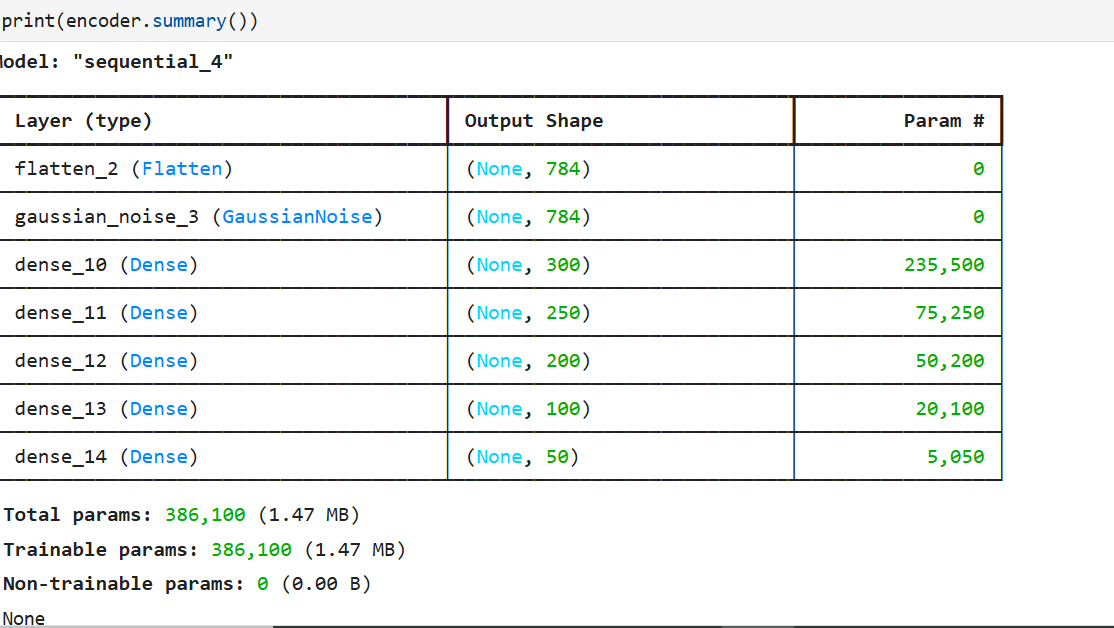 print(encoder.summary())
Model: "sequential_4"
Layer (type) Output Shape Param #
flatten_2 (Flatten) (None, 784) 0
gaussian_noise_3 (GaussianNoise) (None, 784) 0
dense_10 (Dense) (None, 300) 235,500
dense_11 (Dense) (None, 250) 75,250
dense_12 (Dense) (None, 200) 50,200
dense_13 (Dense) (None, 100) 20,100
dense_14 (Dense) (None, 50) 5,050
Total params: 386,100 (1.47 MB)
Trainable params: 386,100 (1.47 MB)
Non-trainable params: 0 (0.00 B)
None